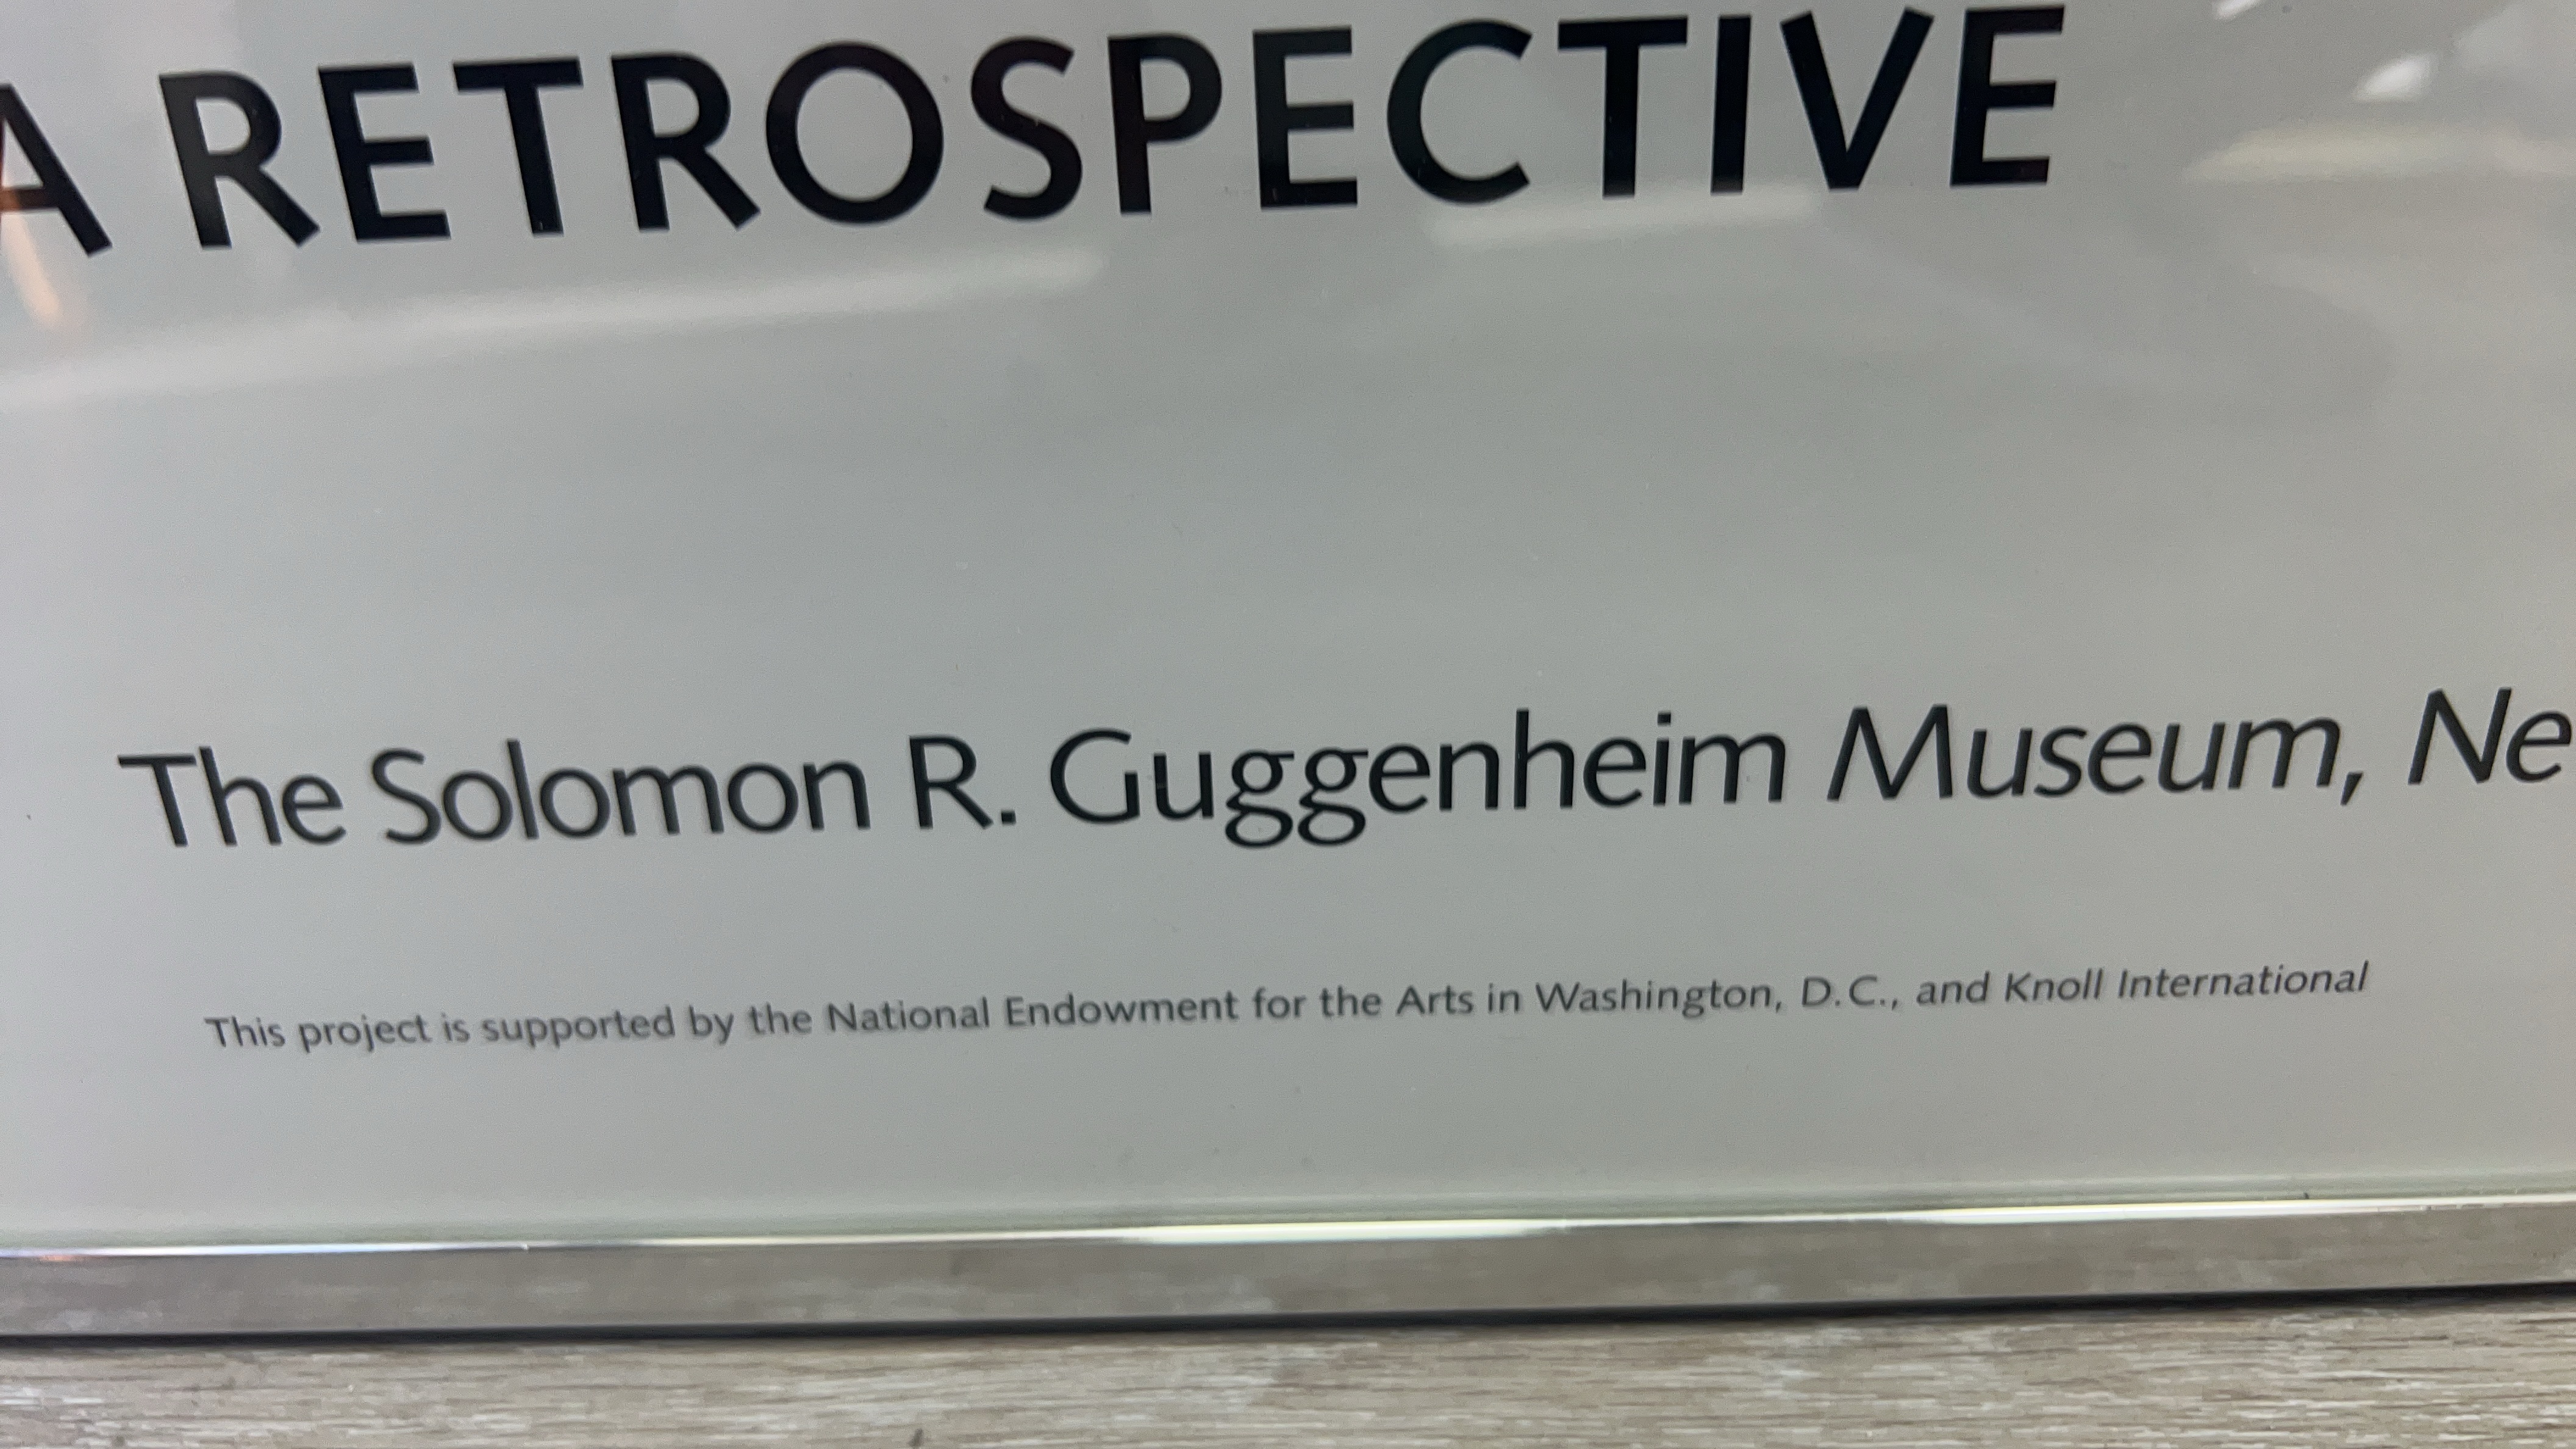 A RETROSPECTIVE
The Solomon R. Guggenheim Museum, Ne
This project is supported by the National Endowment for the Arts in Washington, D.C., and Knoll International